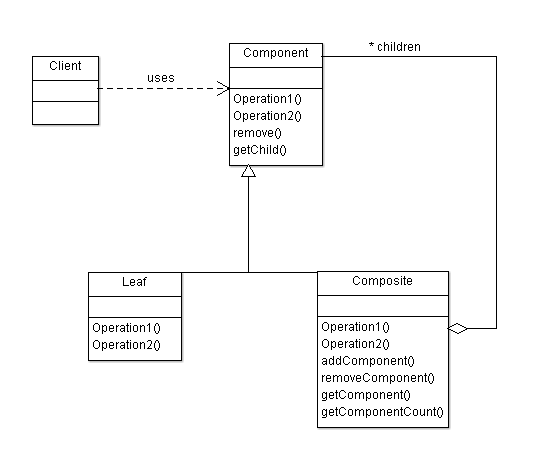 Component
* children
Client
uses
Operation1()
Operation2()
remove()
getChild()
Leaf
Operation1()
Operation2()
Composite
Operation1()
Operation2()
addComponent()
removeComponent()
getComponent()
getComponentCount()